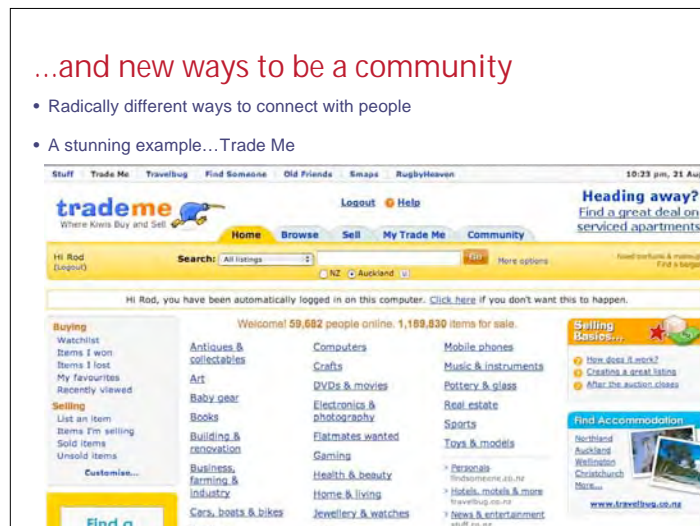 ...and new ways to be a community
• Radically different ways to connect with people
• A stunning example...Trade Me
Stuff Trade Me Travelbug Find Someone Old Friends Smaps RugbyHeaven 10:23 pm, 21 Aug
trademe
Where Kiwis Buy and Sell
Logout Help
Heading away?
Find a great deal on
serviced apartments
Home Browse Sell My Trade Me Community
Hi Rod
(Logout)
Search: All listings Go More options
NZ Auckland
Find a
Hi Rod, you have been automatically logged in on this computer. Click here if you don't want this to happen.
Buying
Watchlist
Items I won
Items I lost
My favourites
Recently viewed
Selling
List an item
Items I'm selling
Sold items
Unsold items
Customise...
Find a
Welcome! 59,682 people online. 1,189,830 items for sale.
Antiques &
collectables
Art
Baby gear
Books
Building &
renovation
Business,
farming &
industry
Cars, boats & bikes
Computers
Crafts
DVDs & movies
Electronics &
photography
Flatmates wanted
Gaming
Health & beauty
Home & living
Jewellery & watches
Mobile phones
Music & instruments
Pottery & glass
Real estate
Sports
Toys & models
› Personals
findsomeone.co.nz
› Hotels, motels & more
travelbug.co.nz
› News & entertainment
stuff.co.nz
Selling
Basics...
How does it work?
Creating a great listing
After the auction closes
Find Accommodation
Northland
Auckland
Wellington
Christchurch
More...
www.travelbug.co.nz